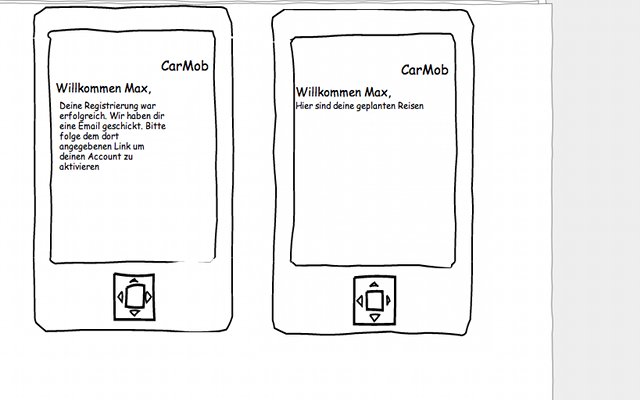 CarMob
Willkommen Max,
Deine Registrierung war
erfolgreich. Wir haben dir
eine Email geschickt. Bitte
folge dem dort
angegebenen Link um
deinen Account zu
aktivieren
CarMob
Willkommen Max,
Hier sind deine geplanten Reisen